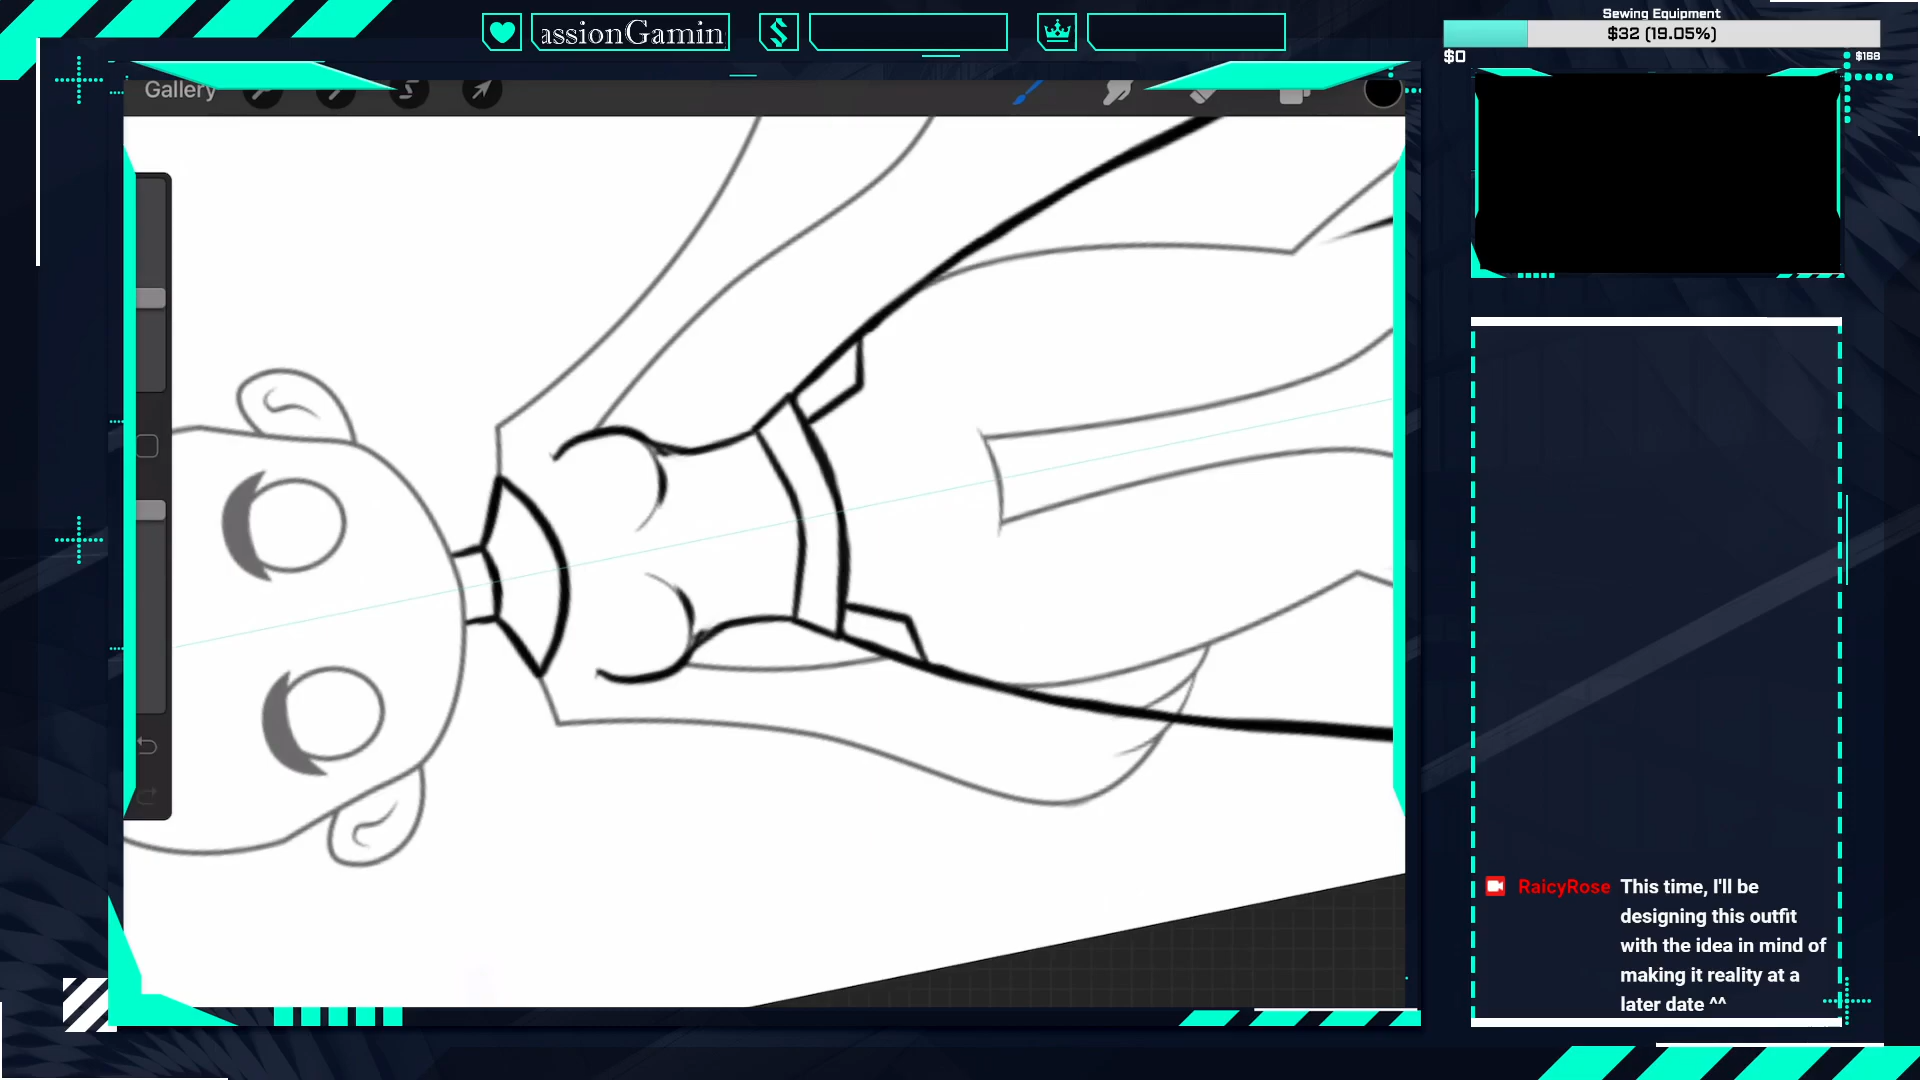 assionGamin
Sewing Equipment
$32 (19.05%)
$0
$168
Gallery
RaicyRose This time, I'll be
designing this outfit
with the idea in mind of
making it reality at a
later date ^^